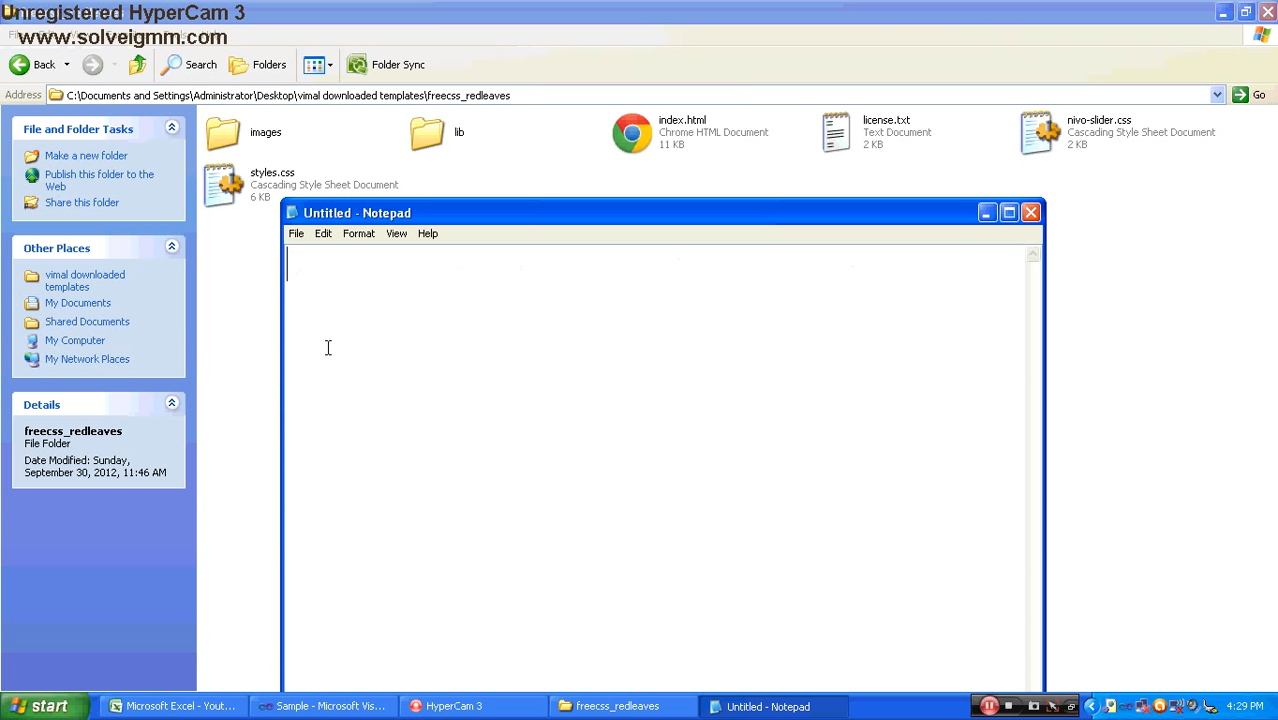 Unregistered HyperCam 3
www.solveigmm.com
Back
Search
Folders
Folder Sync
Address
C:\Documents and Settings\Administrator\Desktop\vimal downloaded templates\freecss_redleaves
Go
File and Folder Tasks
Make a new folder
Publish this folder to the
Web
Share this folder
Other Places
vimal downloaded
templates
My Documents
Shared Documents
My Computer
My Network Places
Details
freecss_redleaves
File Folder
Date Modified: Sunday,
September 30, 2012, 11:46 AM
images
lib
index.html
Chrome HTML Document
11 KB
license.txt
Text Document
2 KB
nivo-slider.css
Cascading Style Sheet Document
2 KB
styles.css
Cascading Style Sheet Document
6 KB
Untitled - Notepad
File Edit Format View Help
start
Microsoft Excel - Yout...
Sample - Microsoft Vis...
HyperCam 3
freecss_redleaves
Untitled - Notepad
4:29 PM